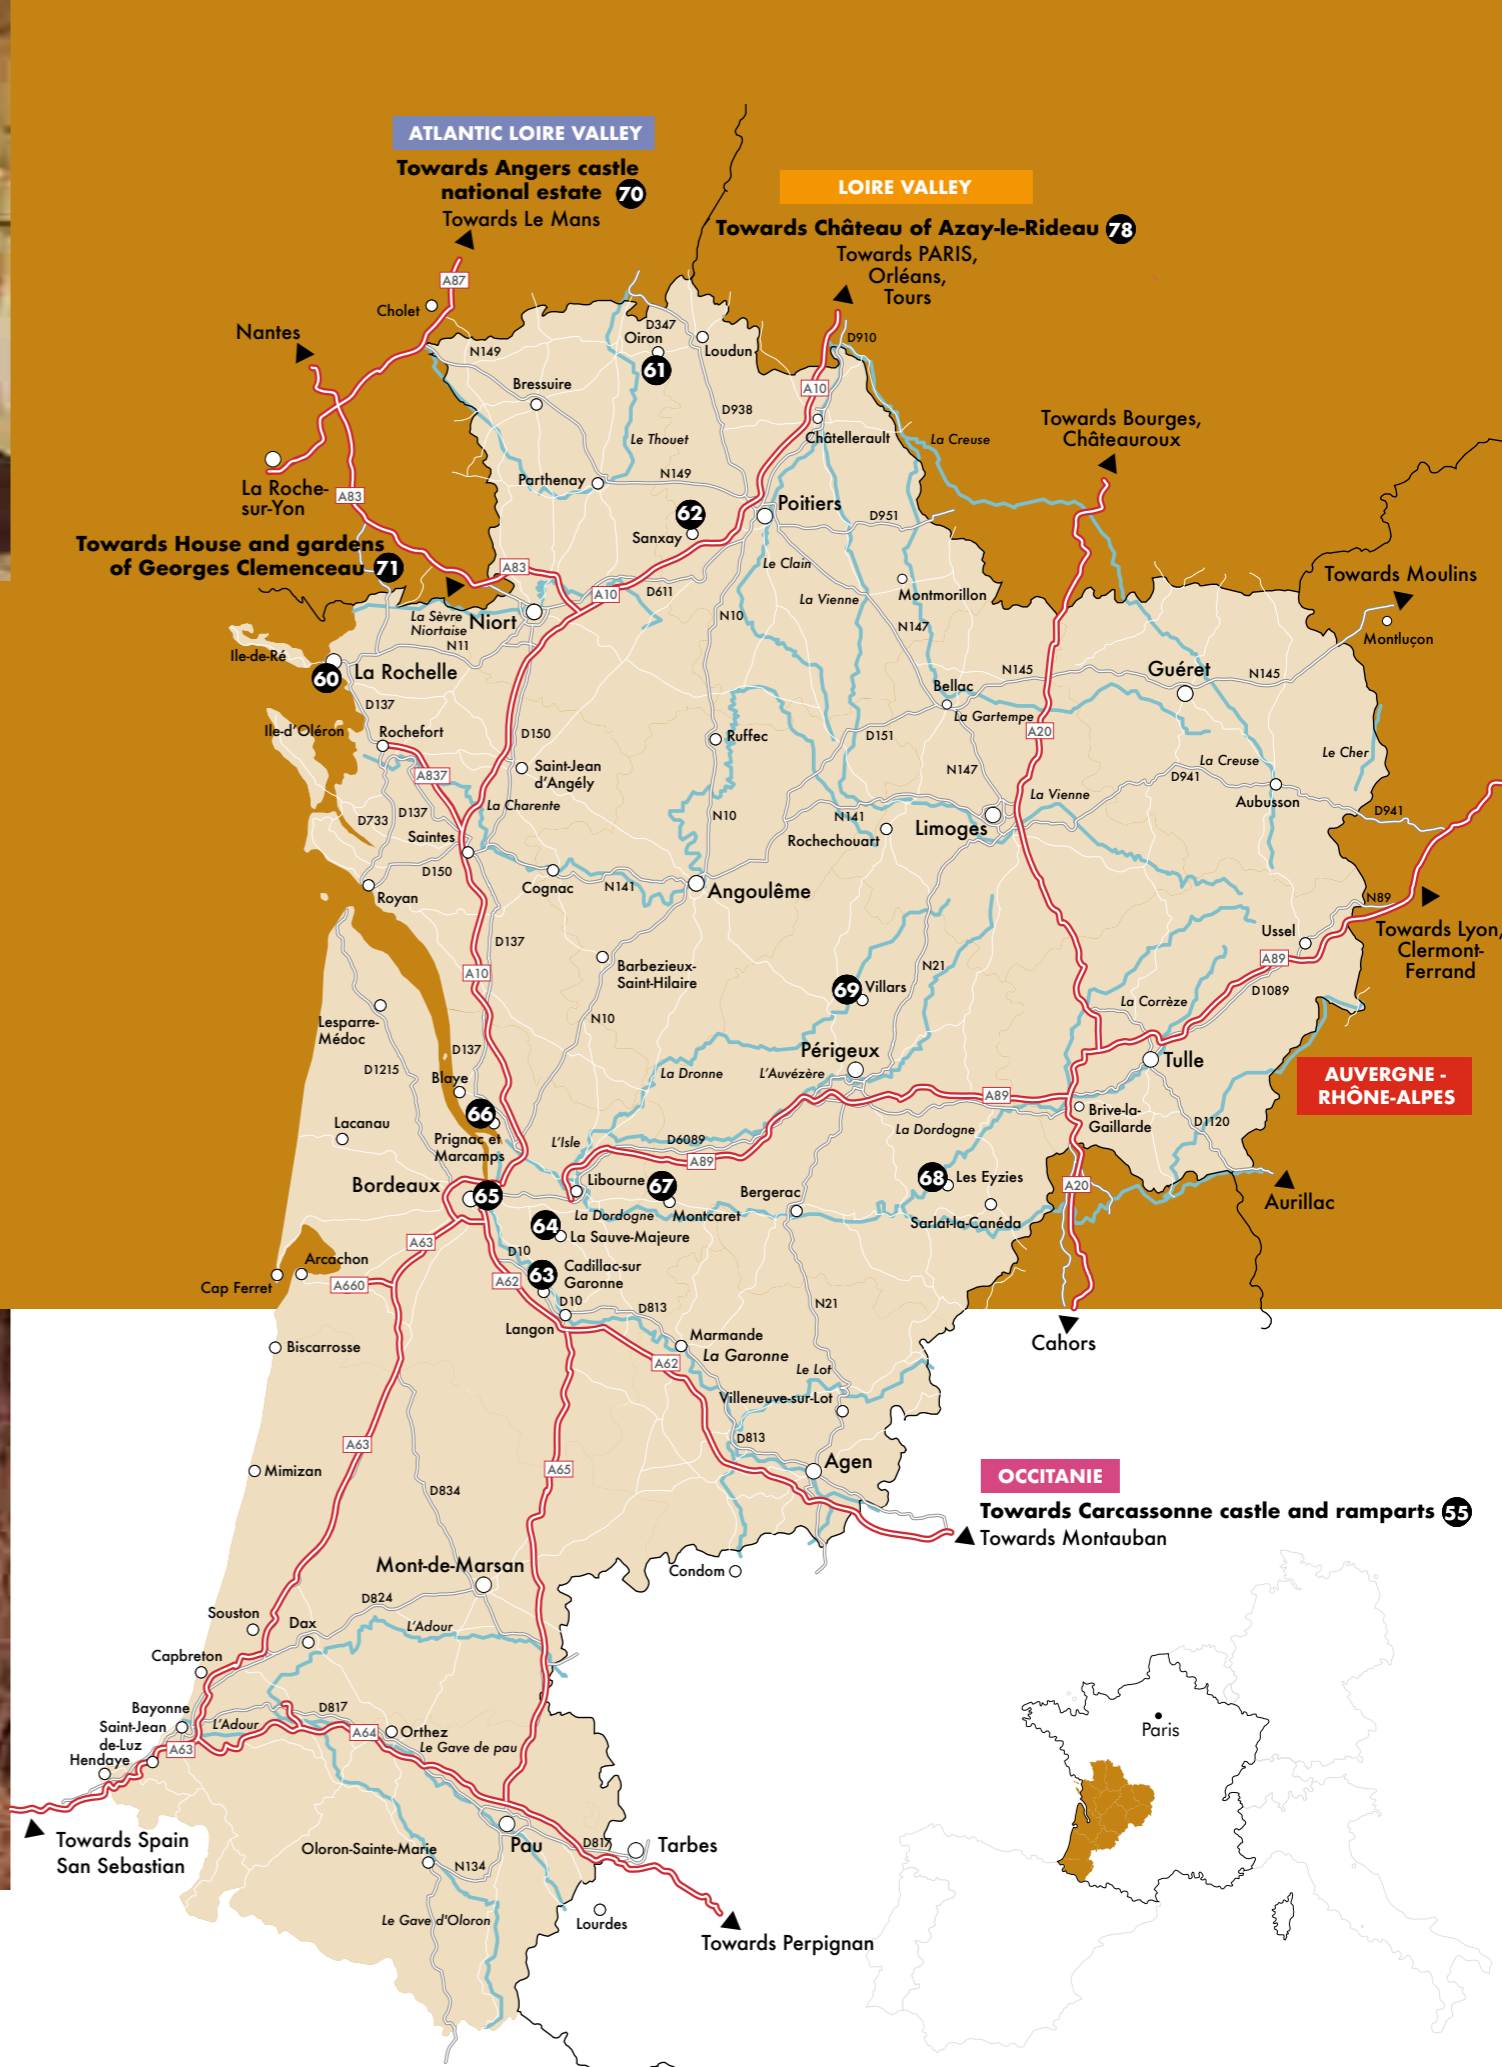 ATLANTIC LOIRE VALLEY
Towards Angers castle
national estate 70
Towards Le Mans
LOIRE VALLEY
Towards Château of Azay-le-Rideau 78
Towards PARIS,
Orléans,
Tours
A87
Cholet
Nantes
D347
Oiron
61
Loudun
D910
N149
Bressuire
A10
D938
Châtellerault
Le Thouet
La Creuse
Towards Bourges,
Châteauroux
Parthenay
N149
La Roche-
sur-Yon
A83
62
Sanxay
Poitiers
D951
Towards House and gardens
of Georges Clemenceau 71
A83
Le Clain
A10
D611
La Vienne
Montmorillon
Towards Moulins
Montluçon
La Sèvre
Niortaise
Niort
N11
N10
N147
Ile-de-Ré
60
La Rochelle
N145
Guéret
N145
Bellac
La Gartempe
D137
Ile-d'Oléron
Rochefort
D150
Ruffec
D151
A20
Le Cher
A837
Saint-Jean
d'Angély
N147
La Creuse
D941
Aubusson
La Charente
La Vienne
D733
D137
Saintes
N10
N141
Rochechouart
Limoges
D941
D150
Royan
Cognac
N141
Angoulême
N89
Towards Lyon,
Clermont-
Ferrand
Ussel
D137
A10
Barbezieux-
Saint-Hilaire
N21
A89
D1089
69
Villars
La Corrèze
Lesparre-
Médoc
N10
D137
D1215
Périgueux
Tulle
Blaye
La Dronne
L'Auvézère
AUVERGNE -
RHÔNE-ALPES
66
A89
Brive-la-
Gaillarde
D1120
Lacanau
Prignac et
Marcamps
L'Isle
D6089
A89
La Dordogne
Bordeaux
65
Libourne
67
Montcaret
Bergerac
68
Les Eyzies
A20
Aurillac
64
La Dordogne
La Sauve-Majeure
Sarlat-la-Canéda
A63
D10
Arcachon
Cap Ferret
A660
A62
63
Cadillac-sur
Garonne
D10
D813
N21
Langon
Marmande
La Garonne
Cahors
Biscarrosse
A62
Le Lot
Villeneuve-sur-Lot
A63
D813
Agen
Mimizan
A65
D834
OCCITANIE
Towards Carcassonne castle and ramparts 55
Towards Montauban
Mont-de-Marsan
Condom
D824
Souston
Dax
L'Adour
Capbreton
Bayonne
D817
Saint-Jean
de-Luz
L'Adour
A64
Orthez
Le Gave de pau
Hendaye
A63
Paris
Towards Spain
San Sebastian
Oloron-Sainte-Marie
N134
Pau
D817
Tarbes
Le Gave d'Oloron
Lourdes
Towards Perpignan